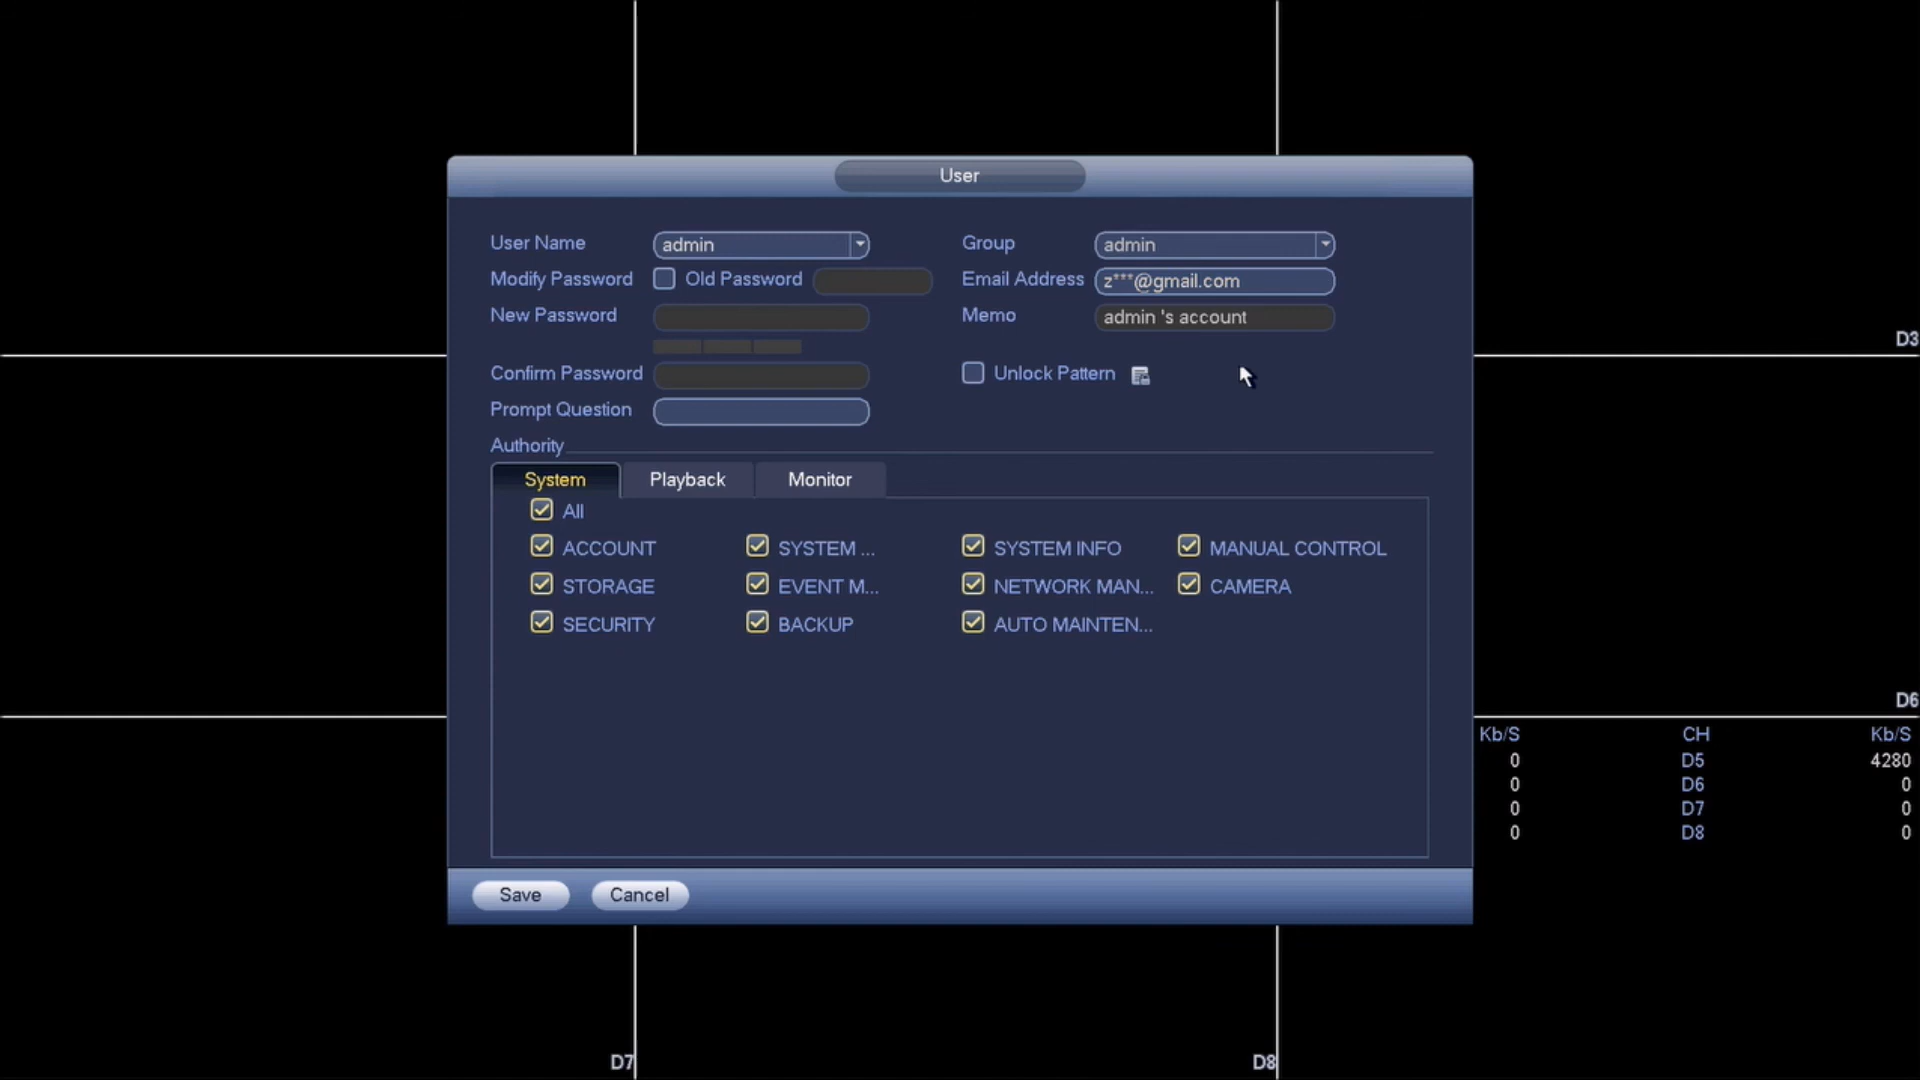 User
User Name admin Group admin
Modify Password Old Password Email Address z***@gmail.com
New Password Memo admin 's account
D3
Confirm Password Unlock Pattern
Prompt Question
Authority
System Playback Monitor
All
ACCOUNT SYSTEM ... SYSTEM INFO MANUAL CONTROL
STORAGE EVENT M... NETWORK MAN... CAMERA
SECURITY BACKUP AUTO MAINTEN...
D6
Kb/S CH Kb/S
0 D5 4280
0 D6 0
0 D7 0
0 D8 0
Save Cancel
D7 D8